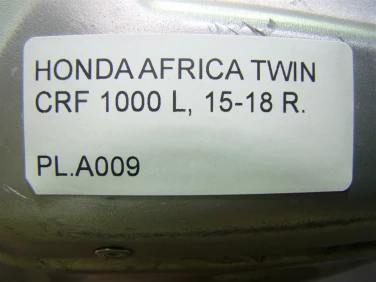 HONDA AFRICA TWIN
CRF 1000 L, 15-18 R.
PL.A009